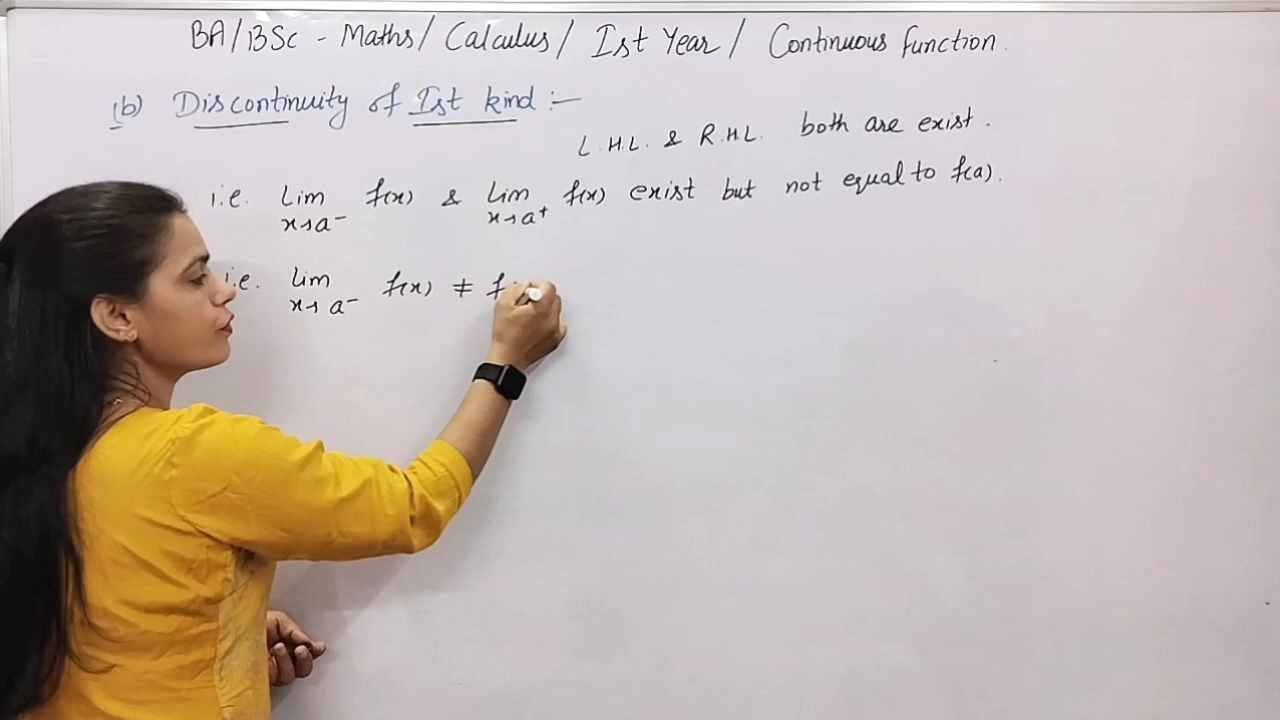 BA/BSc - Maths/ Calculus/ Ist Year/ Continuous function.
(b) Discontinuity of Ist kind :-
L.H.L. & R.H.L. both are exist.
i.e. lim x→a⁻ f(x) & lim x→a⁺ f(x) exist but not equal to f(a).
i.e. lim x→a⁻ f(x) ≠ f